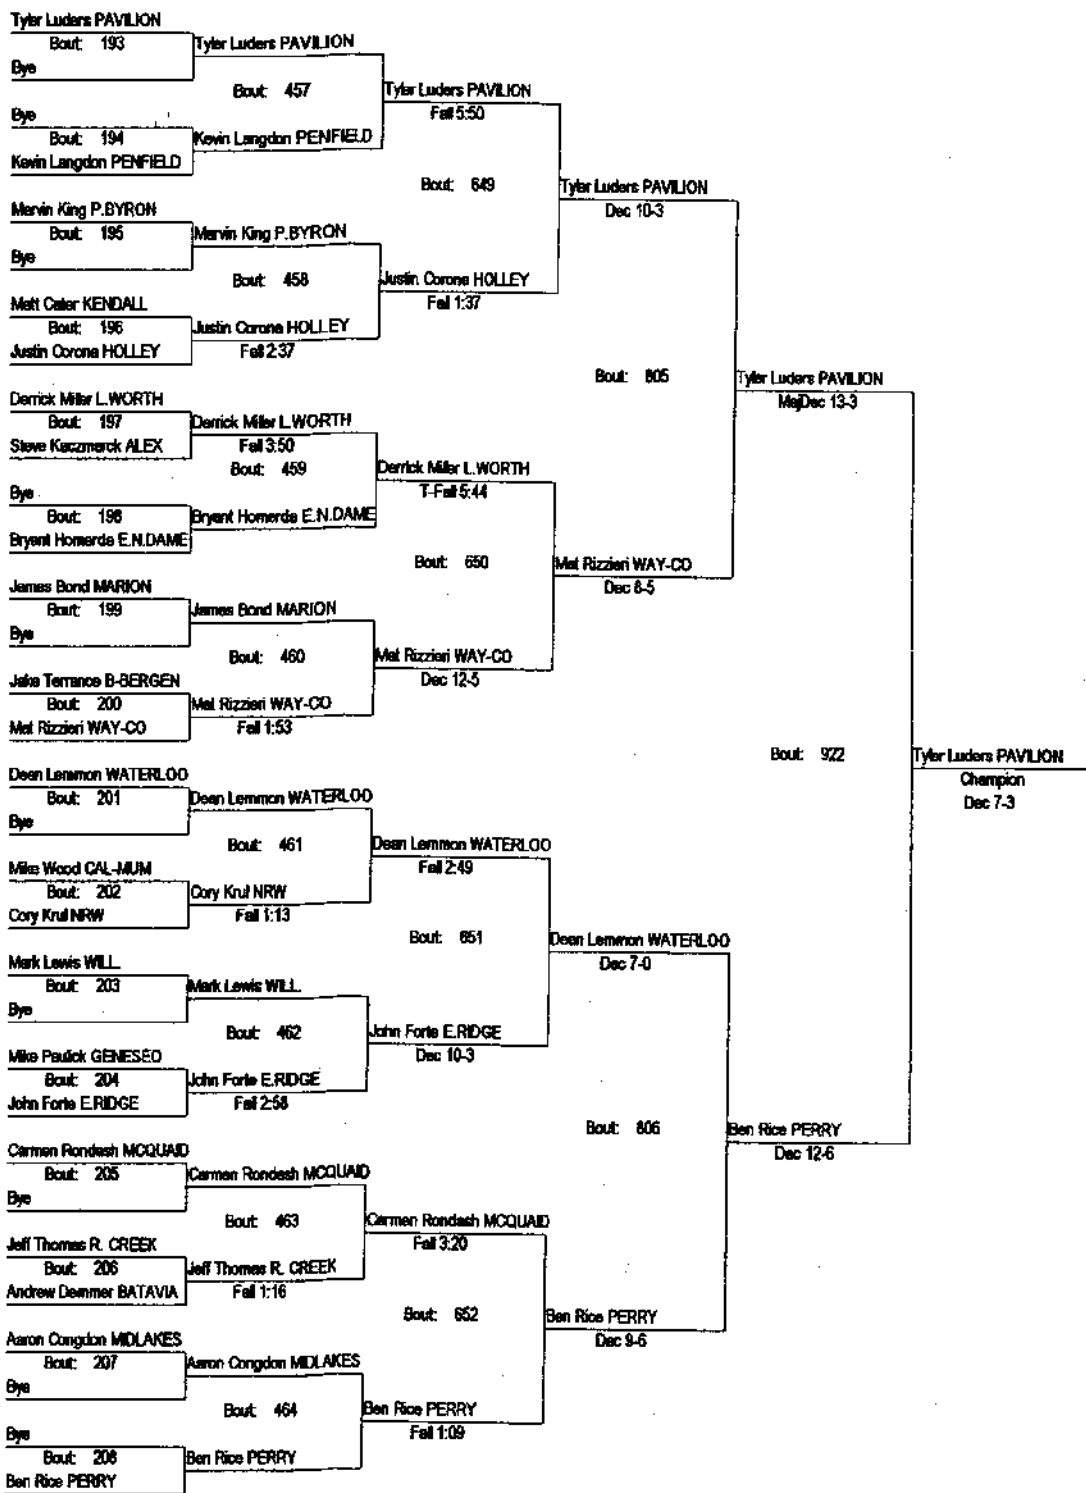 Tyler Luders PAVILION
Bout: 193
Bye
Tyler Luders PAVILION
Bout: 457
Bye
Bout: 194
Kevin Langdon PENFIELD
Kevin Langdon PENFIELD
Tyler Luders PAVILION
Fall 5:50
Bout: 649
Mervin King P.BYRON
Bout: 195
Bye
Mervin King P.BYRON
Bout: 458
Matt Cater KENDALL
Bout: 196
Justin Corona HOLLEY
Justin Corona HOLLEY
Fall 2:37
Justin Corona HOLLEY
Fall 1:37
Tyler Luders PAVILION
Dec 10-3
Bout: 805
Derrick Miller L.WORTH
Bout: 197
Steve Kaczmarck ALEX
Derrick Miller L.WORTH
Fall 3:50
Bout: 459
Bye
Bout: 198
Bryant Homerda E.N.DAME
Bryant Homerda E.N.DAME
Derrick Miller L.WORTH
T-Fall 5:44
Bout: 650
James Bond MARION
Bout: 199
Bye
James Bond MARION
Bout: 460
Jake Terrance B-BERGEN
Bout: 200
Mat Rizzieri WAY-CO
Mat Rizzieri WAY-CO
Fall 1:53
Mat Rizzieri WAY-CO
Dec 12-5
Mat Rizzieri WAY-CO
Dec 8-5
Tyler Luders PAVILION
MajDec 13-3
Bout: 922
Tyler Luders PAVILION
Champion
Dec 7-3
Dean Lemmon WATERLOO
Bout: 201
Bye
Dean Lemmon WATERLOO
Bout: 461
Mike Wood CAL-MUM
Bout: 202
Cory Krul NRW
Cory Krul NRW
Fall 1:13
Dean Lemmon WATERLOO
Fall 2:49
Bout: 651
Mark Lewis WILL.
Bout: 203
Bye
Mark Lewis WILL.
Bout: 462
Mike Paulick GENESEO
Bout: 204
John Forte E.RIDGE
John Forte E.RIDGE
Fall 2:58
John Forte E.RIDGE
Dec 10-3
Dean Lemmon WATERLOO
Dec 7-0
Bout: 806
Carmen Rondash MCQUAID
Bout: 205
Bye
Carmen Rondash MCQUAID
Bout: 463
Jeff Thomas R. CREEK
Bout: 206
Andrew Demmer BATAVIA
Jeff Thomas R. CREEK
Fall 1:16
Carmen Rondash MCQUAID
Fall 3:20
Bout: 652
Aaron Congdon MIDLAKES
Bout: 207
Bye
Aaron Congdon MIDLAKES
Bout: 464
Bye
Bout: 208
Ben Rice PERRY
Ben Rice PERRY
Ben Rice PERRY
Fall 1:09
Ben Rice PERRY
Dec 9-6
Ben Rice PERRY
Dec 12-6